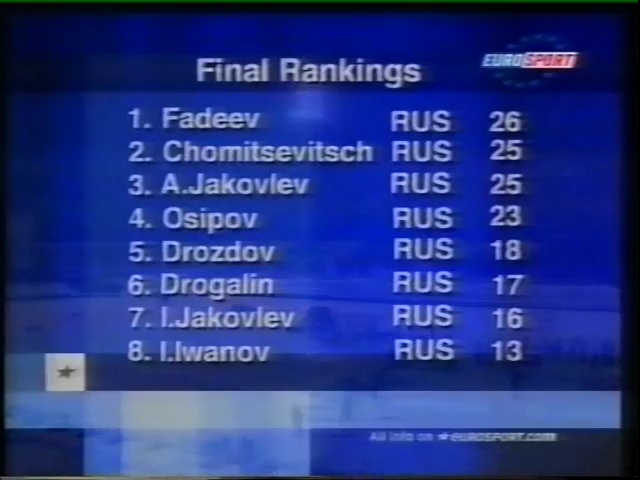 EUROSPORT
Final Rankings
1. Fadeev RUS 26
2. Chomitsevitsch RUS 25
3. A.Jakovlev RUS 25
4. Osipov RUS 23
5. Drozdov RUS 18
6. Drogalin RUS 17
7. I.Jakovlev RUS 16
8. I.Iwanov RUS 13
All info on ★EUROSPORT.COM